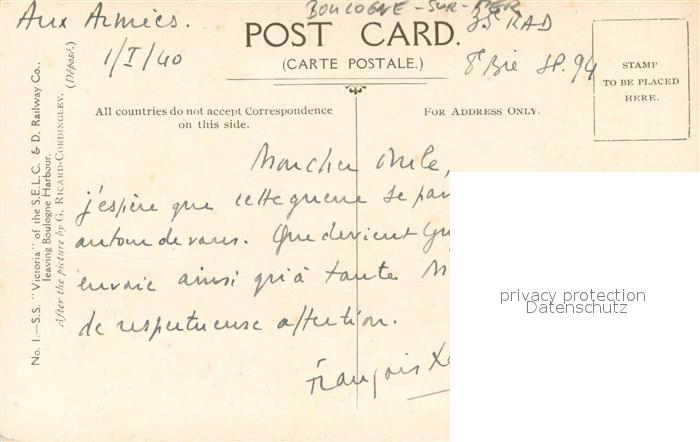 Aux Armées.
1/I/40
BOULOGNE-SUR-MER
POST CARD.
(CARTE POSTALE.)
35 RAD
8e Bie SP. 94
STAMP
TO BE PLACED
HERE.
All countries do not accept Correspondence
on this side.
FOR ADDRESS ONLY.
Mon cher Oncle,
j'espère que cette guerre se
autour de vous. Que devient
envoie ainsi qu'à tante
de respectueuse affection.
François
No. 1.—S.S. "Victoria" of the S.E.L.C. & D. Railway Co.,
leaving Boulogne Harbour.
After the picture by G. RICARD-CORDINGLEY.
(Déposé.)
privacy protection
Datenschutz